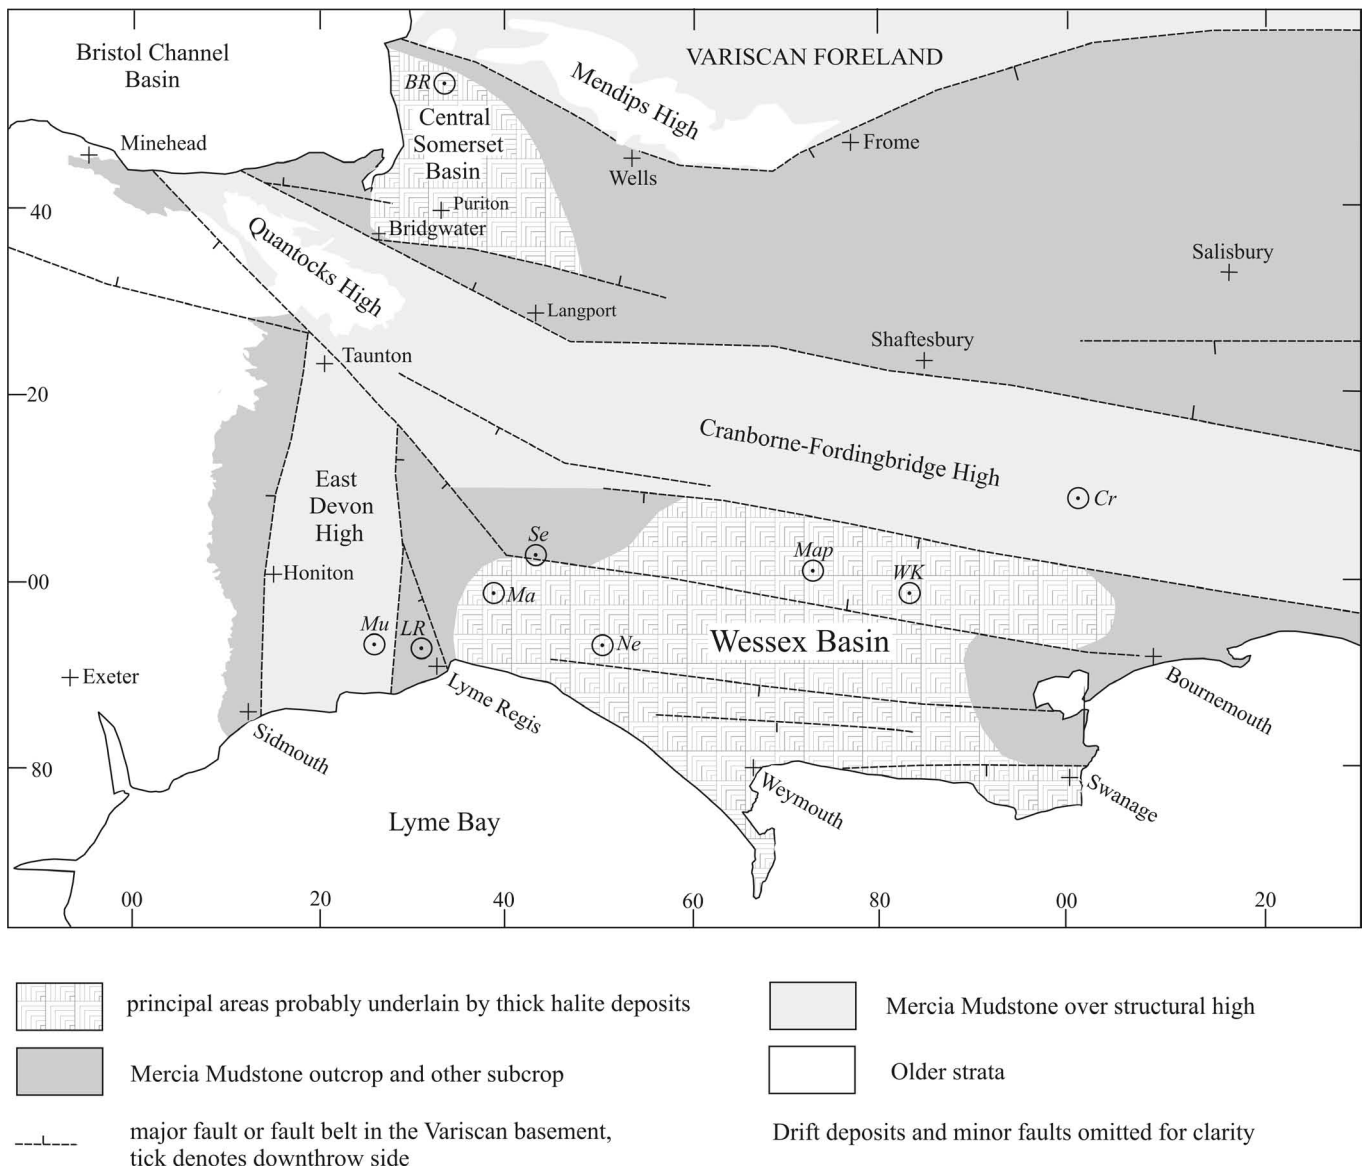 Bristol Channel
Basin
VARISCAN FORELAND
Mendips High
BR
Central
Somerset
Basin
Minehead
Frome
Wells
Puriton
40
Bridgwater
Quantocks High
Salisbury
Langport
Shaftesbury
Taunton
20
Cranborne-Fordingbridge High
East
Devon
High
Cr
Se
Map
WK
00
Honiton
Ma
Mu
LR
Ne
Wessex Basin
Exeter
Lyme Regis
Bournemouth
Sidmouth
80
Weymouth
Swanage
Lyme Bay
00
20
40
60
80
00
20
principal areas probably underlain by thick halite deposits
Mercia Mudstone over structural high
Mercia Mudstone outcrop and other subcrop
Older strata
major fault or fault belt in the Variscan basement,
tick denotes downthrow side
Drift deposits and minor faults omitted for clarity